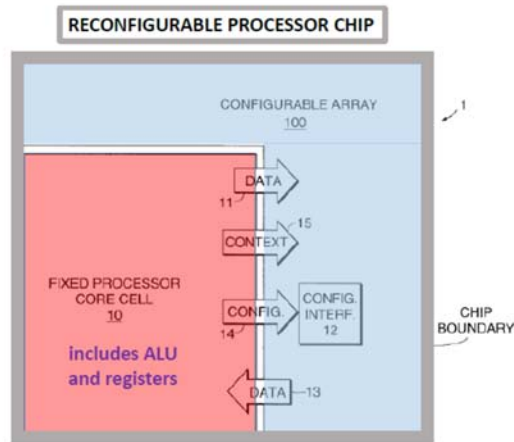 RECONFIGURABLE PROCESSOR CHIP
CONFIGURABLE ARRAY
100
1
DATA
11
15
CONTEXT
FIXED PROCESSOR
CORE CELL
10
includes ALU
and registers
CONFIG.
14
CONFIG.
INTERF.
12
CHIP
BOUNDARY
DATA
13